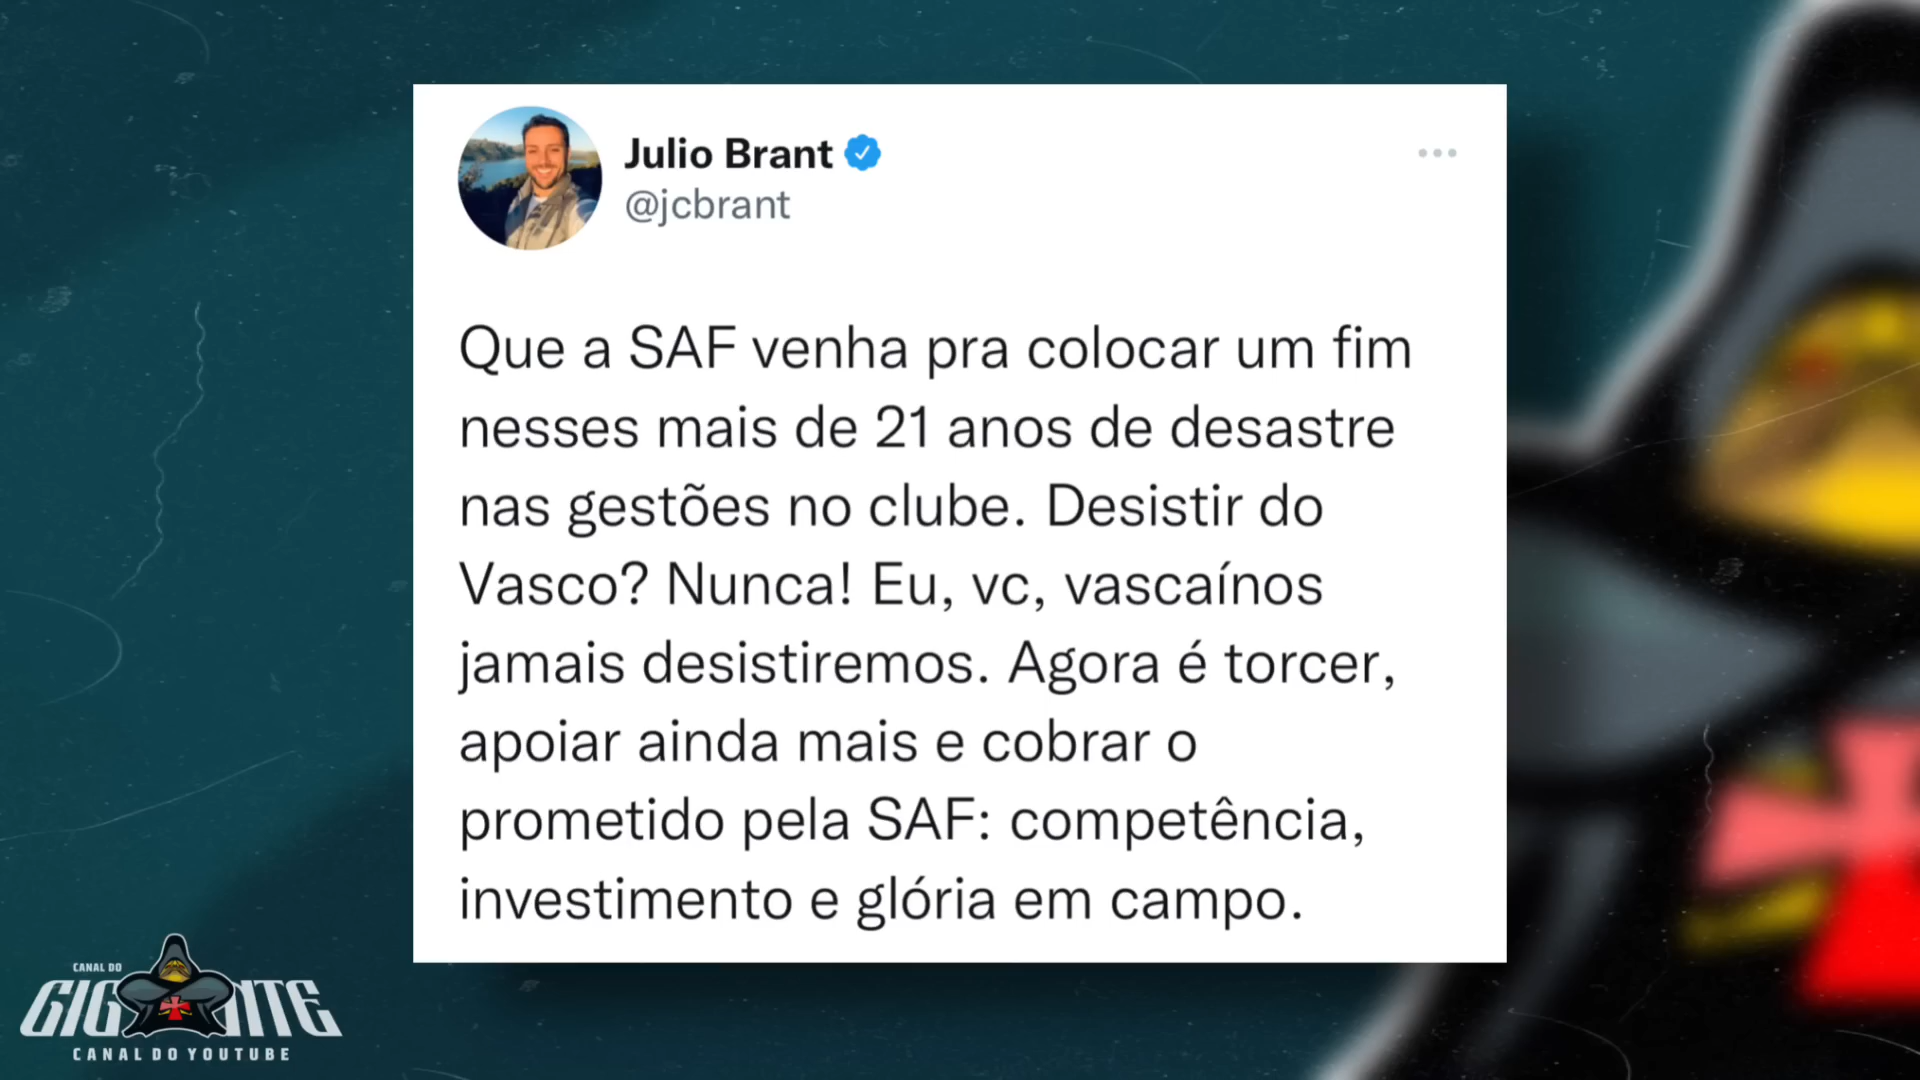 Julio Brant
@jcbrant
Que a SAF venha pra colocar um fim
nesses mais de 21 anos de desastre
nas gestões no clube. Desistir do
Vasco? Nunca! Eu, vc, vascaínos
jamais desistiremos. Agora é torcer,
apoiar ainda mais e cobrar o
prometido pela SAF: competência,
investimento e glória em campo.
CANAL DO
GIGANTE
CANAL DO YOUTUBE